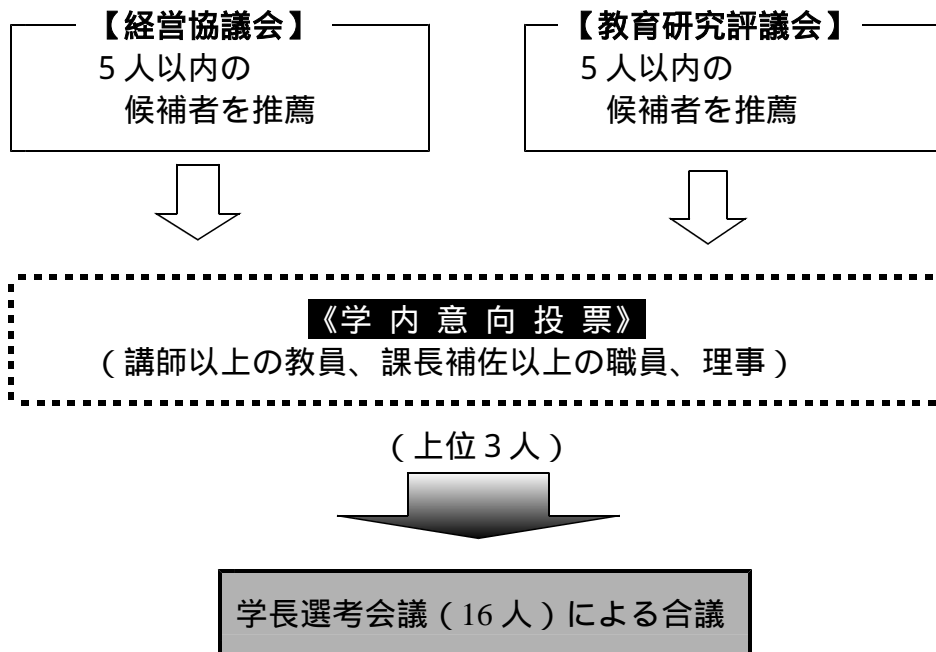 【経営協議会】
5人以内の
候補者を推薦
【教育研究評議会】
5人以内の
候補者を推薦
《学 内 意 向 投 票》
(講師以上の教員、課長補佐以上の職員、理事)
(上位3人)
学長選考会議(16人)による合議